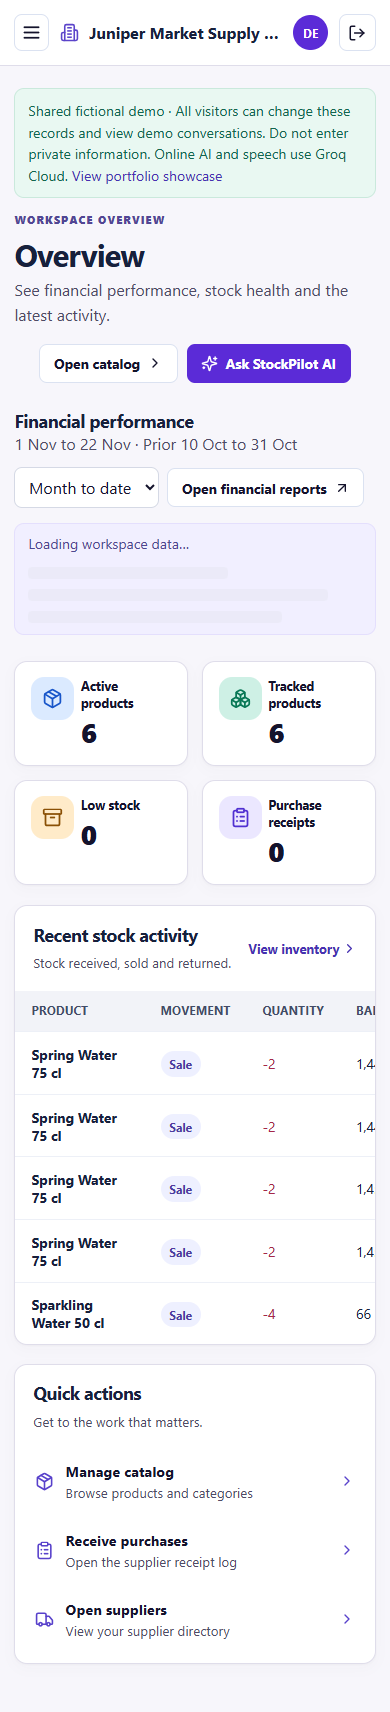 Juniper Market Supply ...
DE
Shared fictional demo · All visitors can change these
records and view demo conversations. Do not enter
private information. Online AI and speech use Groq
Cloud. View portfolio showcase
WORKSPACE OVERVIEW
Overview
See financial performance, stock health and the
latest activity.
Open catalog
Ask StockPilot AI
Financial performance
1 Nov to 22 Nov · Prior 10 Oct to 31 Oct
Month to date
Open financial reports
Loading workspace data...
Active
products
6
Tracked
products
6
Low stock
0
Purchase
receipts
0
Recent stock activity
Stock received, sold and returned.
View inventory
PRODUCT MOVEMENT QUANTITY
Spring Water
75 cl
Sale -2
Spring Water
75 cl
Sale -2
Spring Water
75 cl
Sale -2
Spring Water
75 cl
Sale -2
Sparkling
Water 50 cl
Sale -4 66
Quick actions
Get to the work that matters.
Manage catalog
Browse products and categories
Receive purchases
Open the supplier receipt log
Open suppliers
View your supplier directory